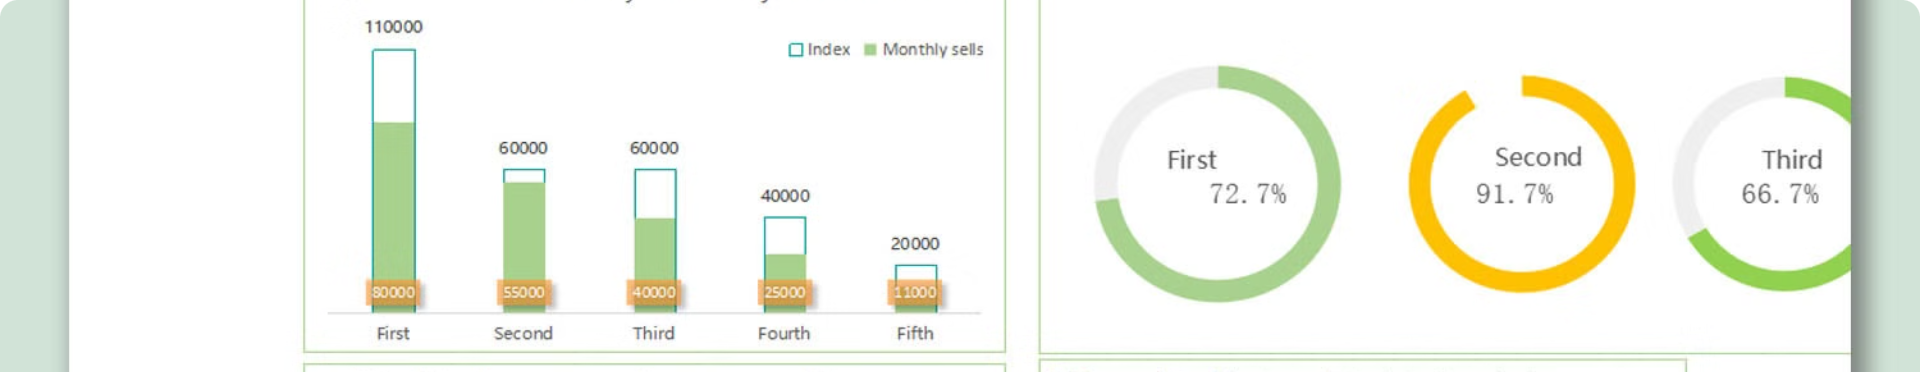 110000
Index Monthly sells
60000
60000
40000
20000
80000
55000
40000
25000
11000
First
Second
Third
Fourth
Fifth
First
72.7%
Second
91.7%
Third
66.7%